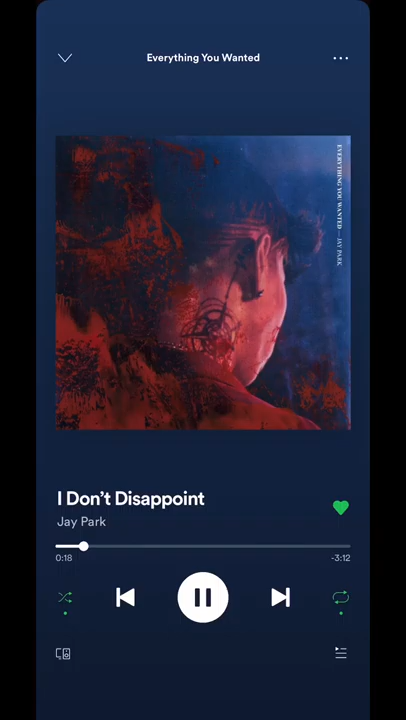 Everything You Wanted
EVERYTHING YOU WANTED — JAY PARK
I Don't Disappoint
Jay Park
0:18
-3:12